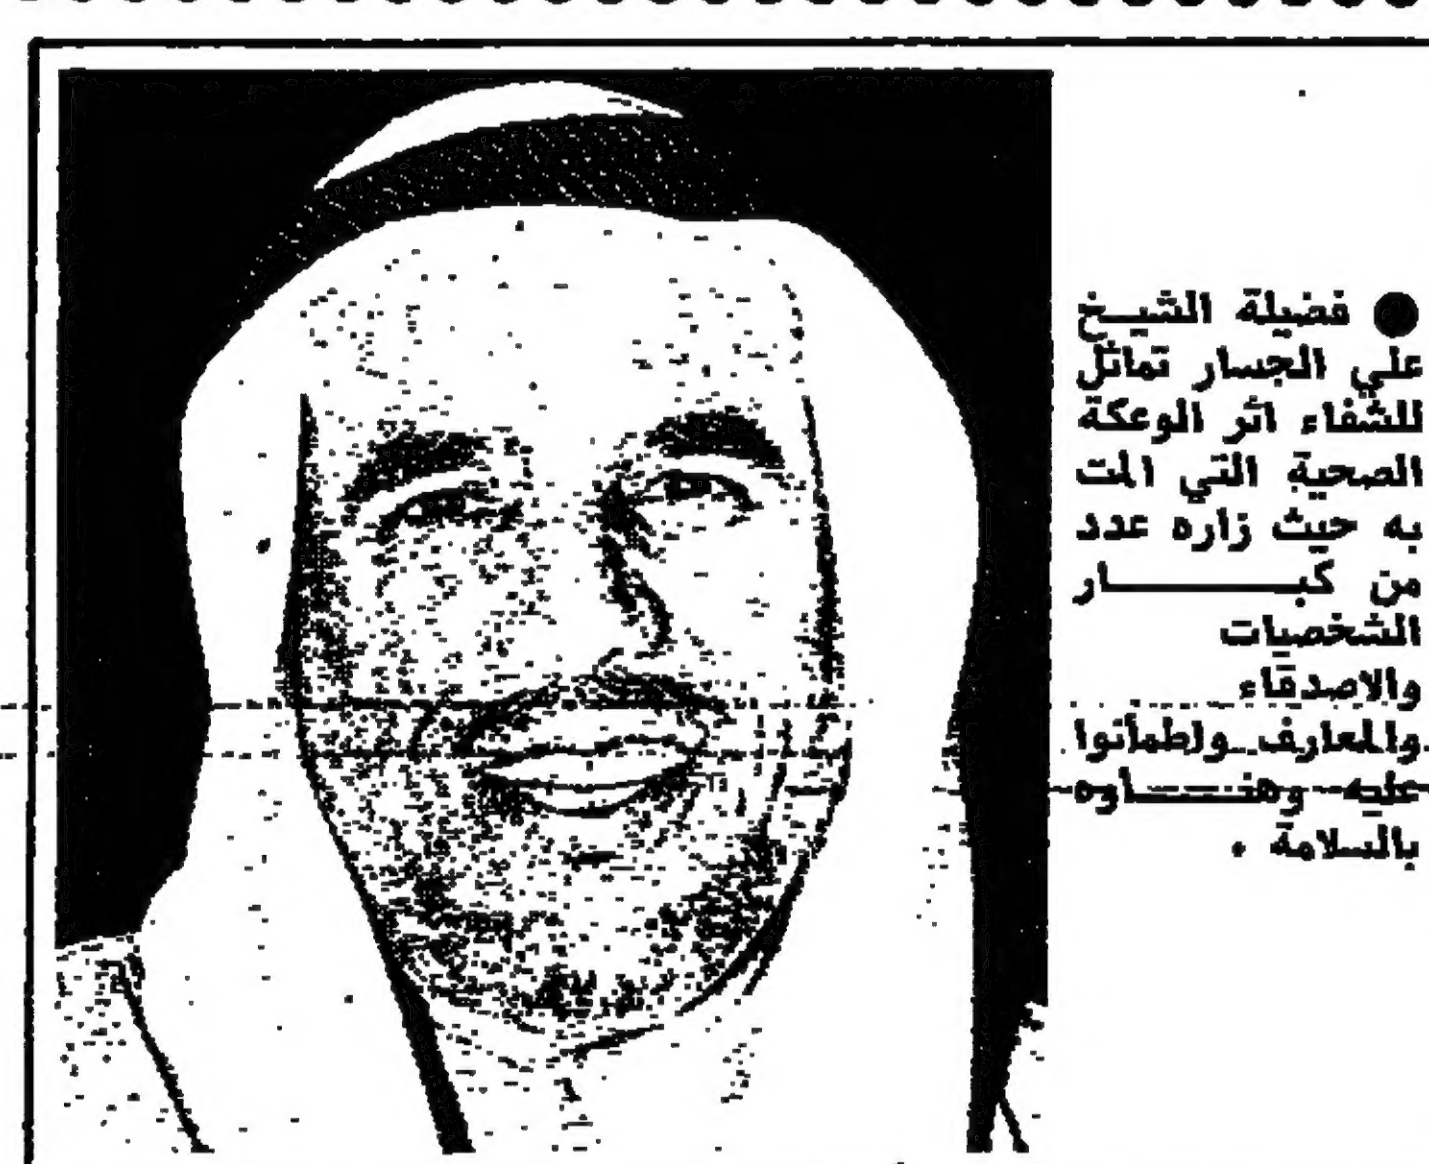 ● فضيلة الشيخ
علي الجسار تماثل
للشفاء اثر الوعكة
الصحية التي المت
به حيث زاره عدد
من كبار
الشخصيات
والاصدقاء
والمعارف واطمأنوا
عليه وهنـاوه
بالسلامة .